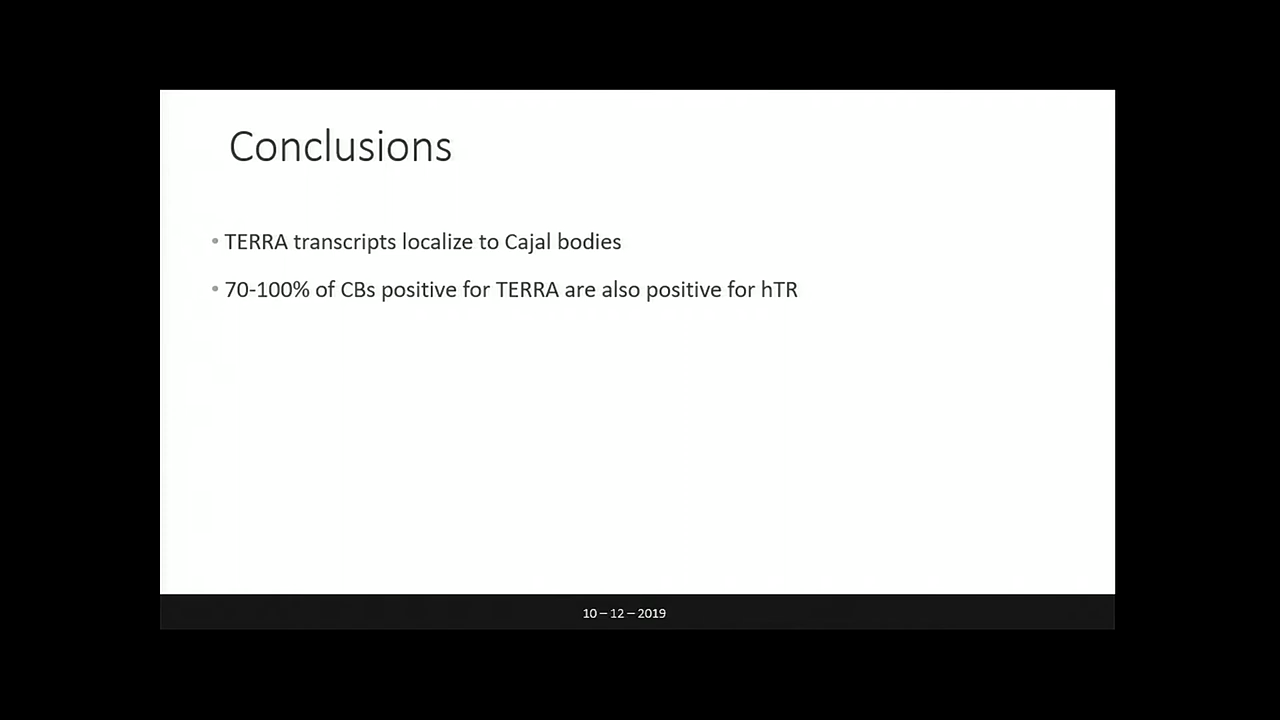 Conclusions
• TERRA transcripts localize to Cajal bodies
• 70-100% of CBs positive for TERRA are also positive for hTR
10 – 12 – 2019